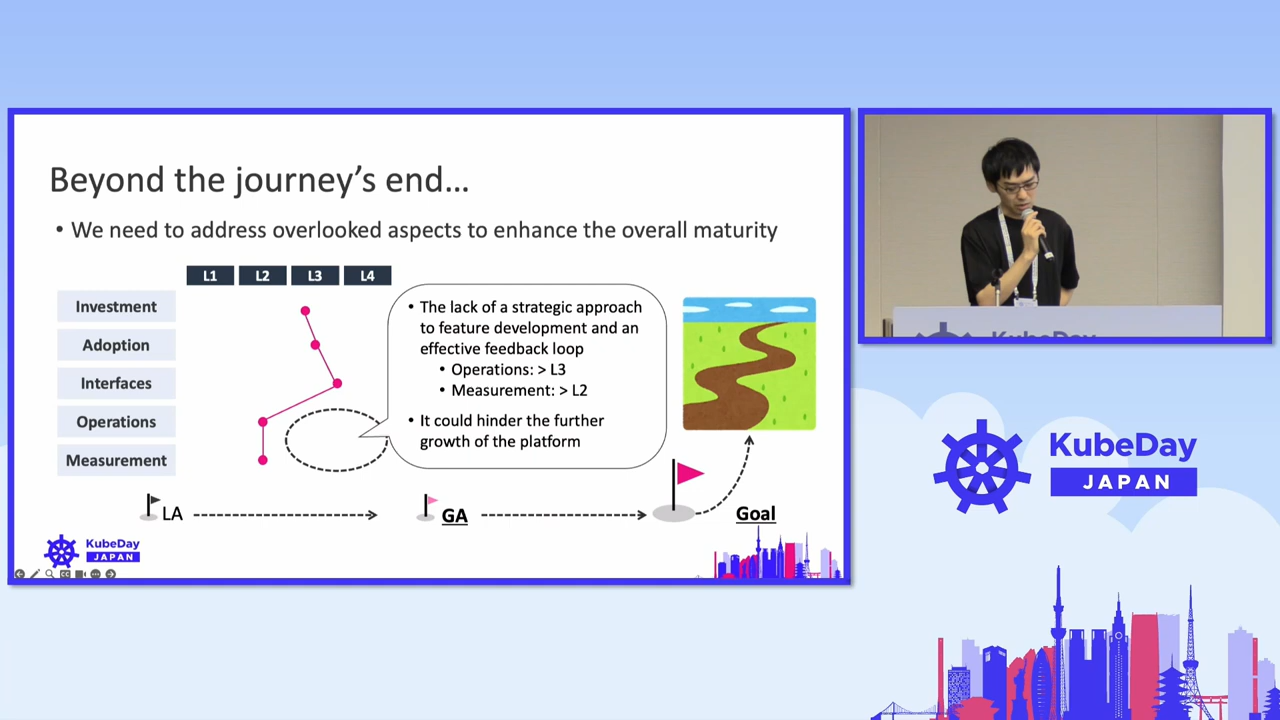 Beyond the journey's end...
• We need to address overlooked aspects to enhance the overall maturity
L1 L2 L3 L4
Investment
Adoption
Interfaces
Operations
Measurement
• The lack of a strategic approach
to feature development and an
effective feedback loop
• Operations: > L3
• Measurement: > L2
• It could hinder the further
growth of the platform
LA
GA
Goal
KubeDay
JAPAN
KubeDay
KubeDay
JAPAN